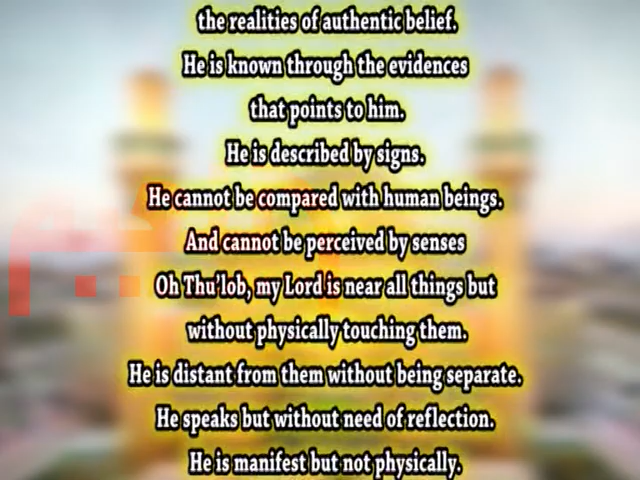 the realities of authentic belief.
He is known through the evidences
that points to him.
He is described by signs.
He cannot be compared with human beings.
And cannot be perceived by senses
Oh Thu'lob, my Lord is near all things but
without physically touching them.
He is distant from them without being separate.
He speaks but without need of reflection.
He is manifest but not physically.